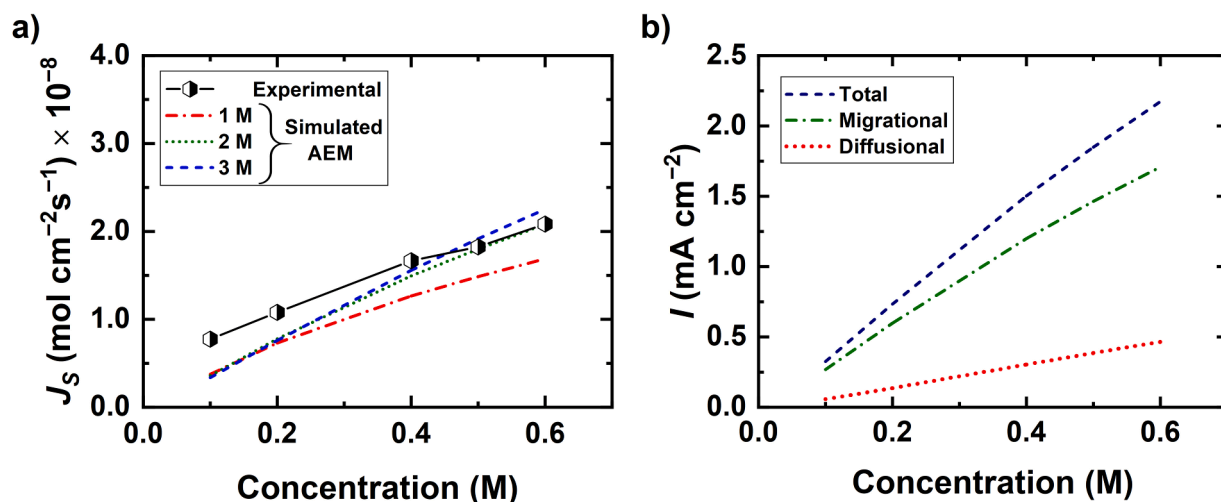 a)
J_S (mol cm⁻²s⁻¹) × 10⁻⁸
4.0
3.0
2.0
1.0
0.0
Experimental
1 M
2 M
3 M
Simulated
AEM
0.0 0.2 0.4 0.6
Concentration (M)
b)
I (mA cm⁻²)
2.5
2.0
1.5
1.0
0.5
0.0
Total
Migrational
Diffusional
0.0 0.2 0.4 0.6
Concentration (M)